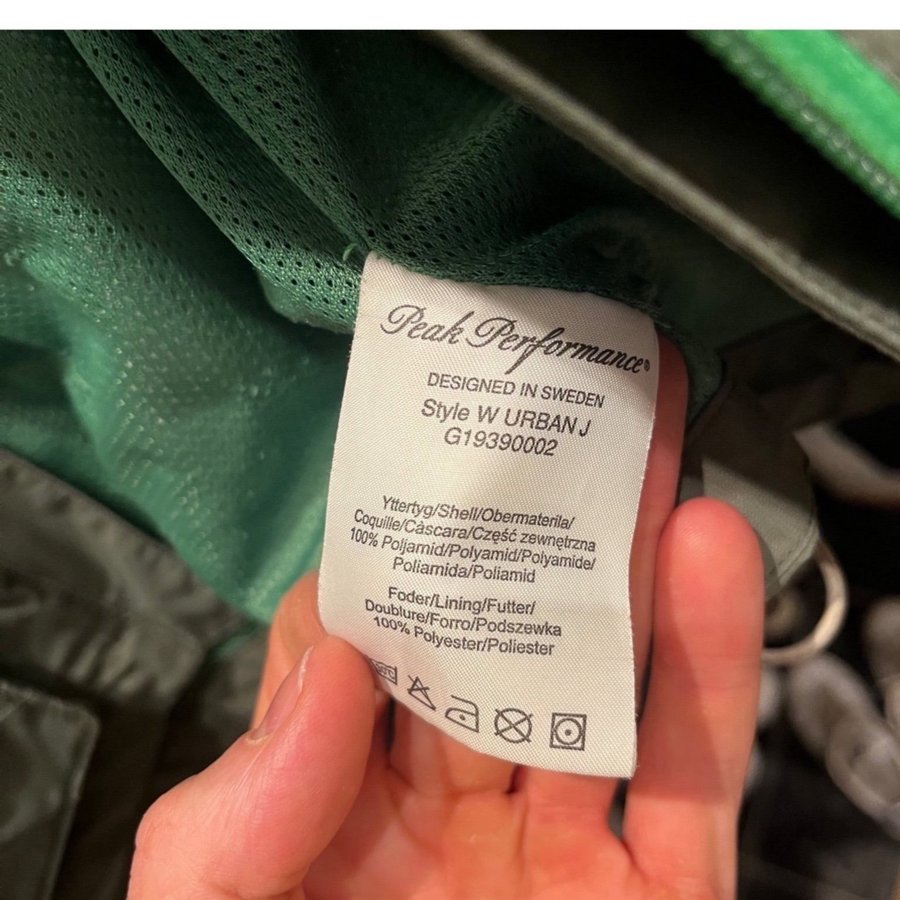 Peak Performance®
DESIGNED IN SWEDEN
Style W URBAN J
G19390002
Yttertyg/Shell/Obermaterila/
Coquille/Càscara/Część zewnętrzna
100% Poljamid/Polyamid/Polyamide/
Poliamida/Poliamid
Foder/Lining/Futter/
Doublure/Forro/Podszewka
100% Polyester/Poliester